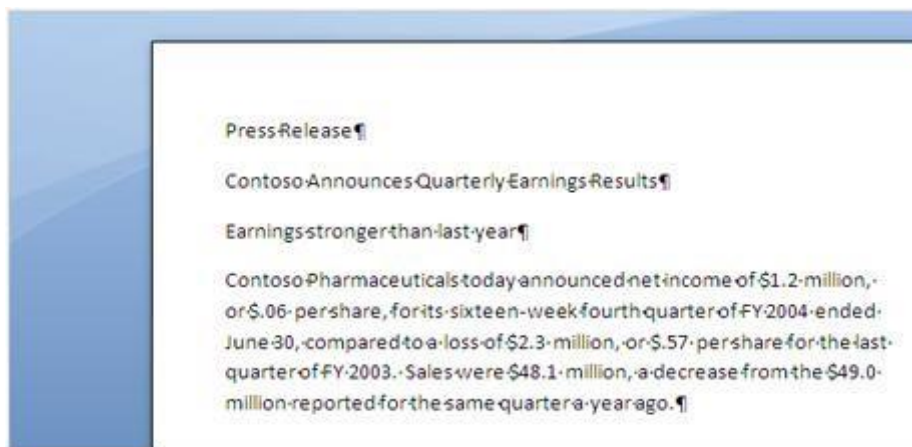 Press Release¶
Contoso Announces Quarterly Earnings Results¶
Earnings stronger than last year¶
Contoso Pharmaceuticals today announced net income of $1.2 million,
or $.06 per share, for its sixteen-week fourth quarter of FY 2004 ended
June 30, compared to a loss of $2.3 million, or $.57 per share for the last
quarter of FY 2003. Sales were $48.1 million, a decrease from the $49.0
million reported for the same quarter a year ago.¶